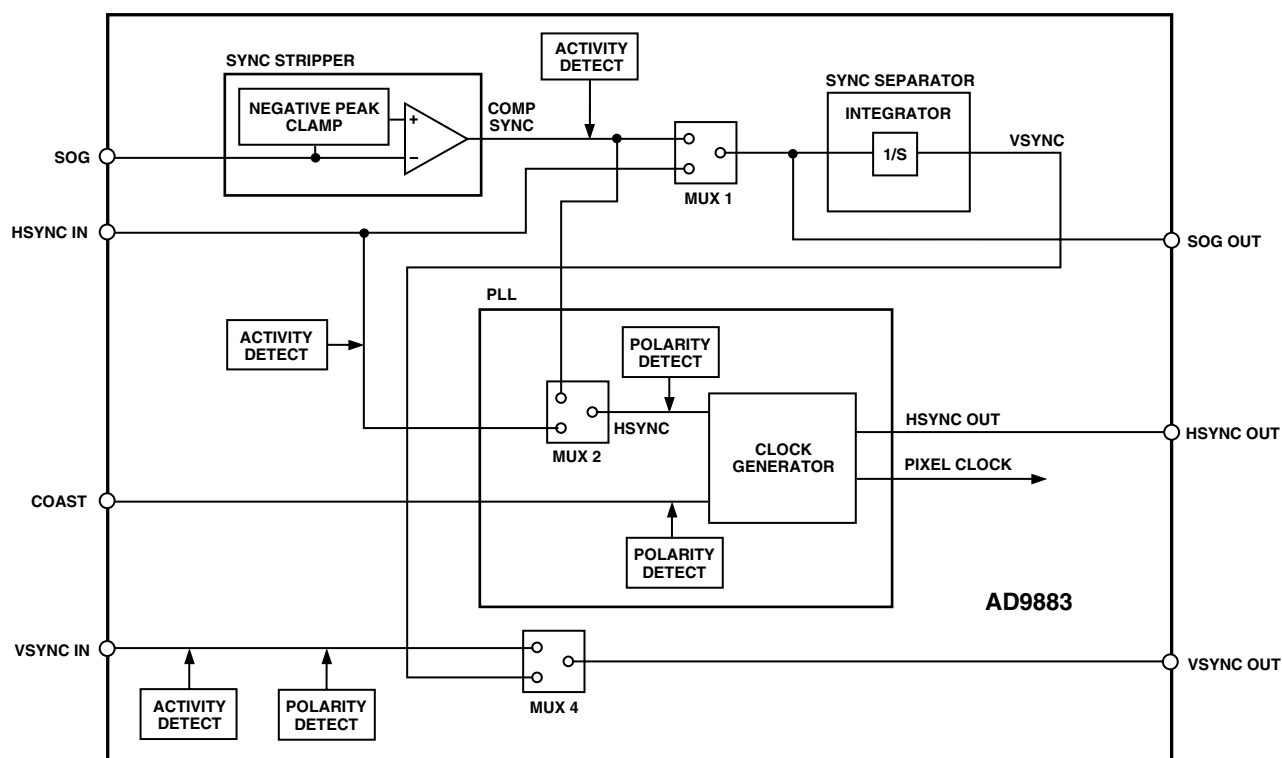 ACTIVITY
DETECT
SYNC STRIPPER
SYNC SEPARATOR
NEGATIVE PEAK
CLAMP
+
−
COMP
SYNC
INTEGRATOR
1/S
VSYNC
SOG
MUX 1
HSYNC IN
SOG OUT
PLL
ACTIVITY
DETECT
POLARITY
DETECT
HSYNC
MUX 2
CLOCK
GENERATOR
HSYNC OUT
HSYNC OUT
PIXEL CLOCK
COAST
POLARITY
DETECT
AD9883
VSYNC IN
VSYNC OUT
ACTIVITY
DETECT
POLARITY
DETECT
MUX 4